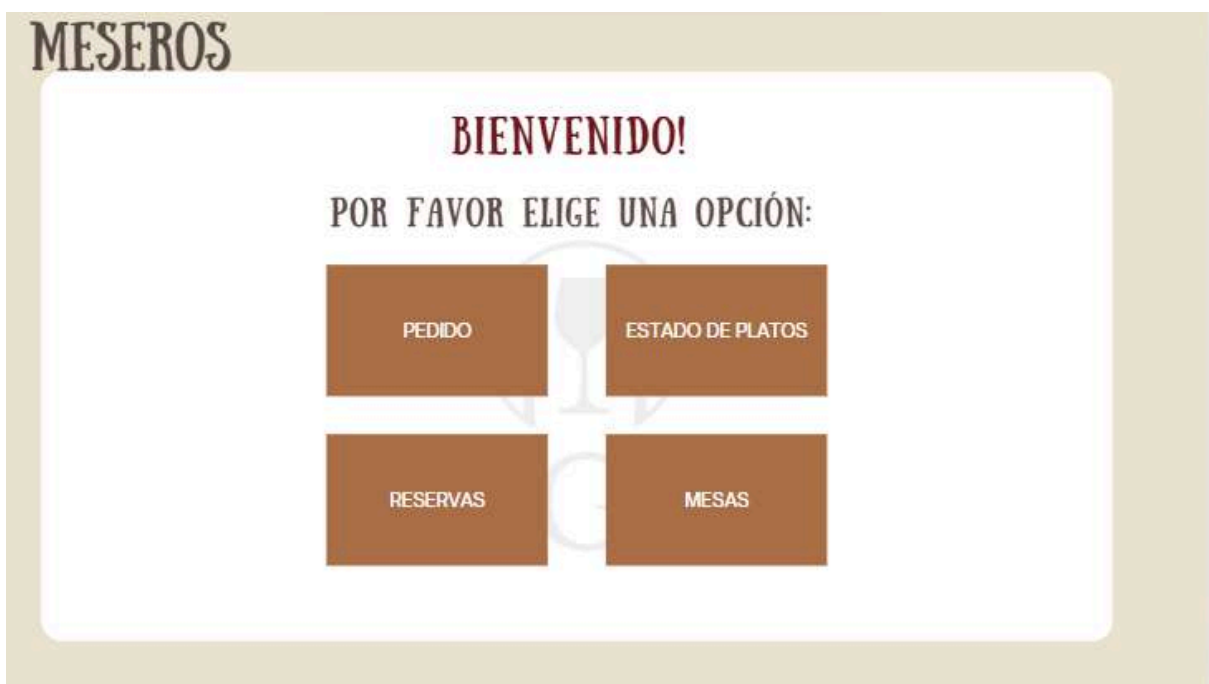 MESEROS
BIENVENIDO!
POR FAVOR ELIGE UNA OPCIÓN:
PEDIDO
ESTADO DE PLATOS
RESERVAS
MESAS